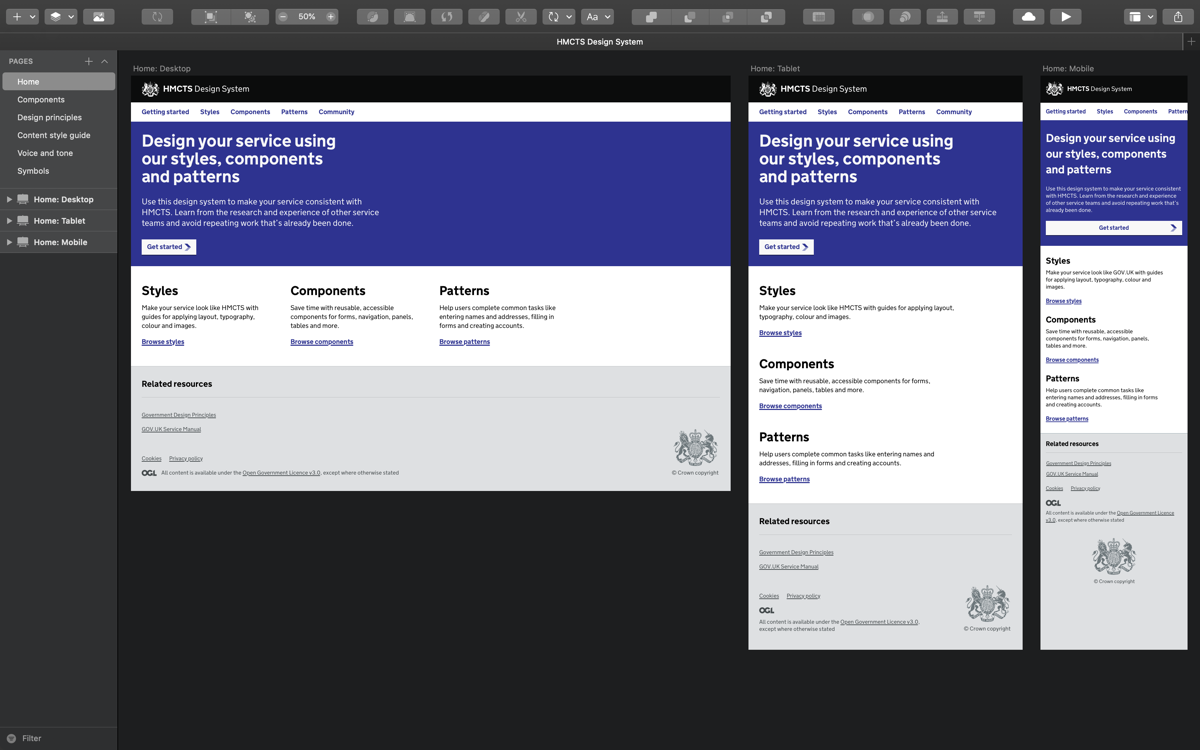 50%
Aa
HMCTS Design System
PAGES
Home
Components
Design principles
Content style guide
Voice and tone
Symbols
Home: Desktop
Home: Tablet
Home: Mobile
Filter
Home: Desktop
HMCTS Design System
Getting started Styles Components Patterns Community
Design your service using
our styles, components
and patterns
Use this design system to make your service consistent with
HMCTS. Learn from the research and experience of other service
teams and avoid repeating work that's already been done.
Get started
Styles
Make your service look like HMCTS with
guides for applying layout, typography,
colour and images.
Browse styles
Components
Save time with reusable, accessible
components for forms, navigation, panels,
tables and more.
Browse components
Patterns
Help users complete common tasks like
entering names and addresses, filling in
forms and creating accounts.
Browse patterns
Related resources
Government Design Principles
GOV.UK Service Manual
Cookies Privacy policy
OGL All content is available under the Open Government Licence v3.0, except where otherwise stated
© Crown copyright
Home: Tablet
HMCTS Design System
Getting started Styles Components Patterns Community
Design your service using
our styles, components
and patterns
Use this design system to make your service consistent with
HMCTS. Learn from the research and experience of other service
teams and avoid repeating work that's already been done.
Get started
Styles
Make your service look like HMCTS with guides for applying layout,
typography, colour and images.
Browse styles
Components
Save time with reusable, accessible components for forms,
navigation, panels, tables and more.
Browse components
Patterns
Help users complete common tasks like entering names and
addresses, filling in forms and creating accounts.
Browse patterns
Related resources
Government Design Principles
GOV.UK Service Manual
Cookies Privacy policy
OGL
All content is available under the Open Government Licence v3.0,
except where otherwise stated
© Crown copyright
Home: Mobile
HMCTS Design System
Getting started Styles Components Pattern
Design your service using
our styles, components
and patterns
Use this design system to make your service consistent
with HMCTS. Learn from the research and experience
of other service teams and avoid repeating work that's
already been done.
Get started
Styles
Make your service look like GOV.UK with guides
for applying layout, typography, colour and
images.
Browse styles
Components
Save time with reusable, accessible
components for forms, navigation, panels,
tables and more.
Browse components
Patterns
Help users complete common tasks like
entering names and addresses, filling in forms
and creating accounts.
Browse patterns
Related resources
Government Design Principles
GOV.UK Service Manual
Cookies Privacy policy
OGL
All content is available under the Open Government Licence
v3.0, except where otherwise stated
© Crown copyright